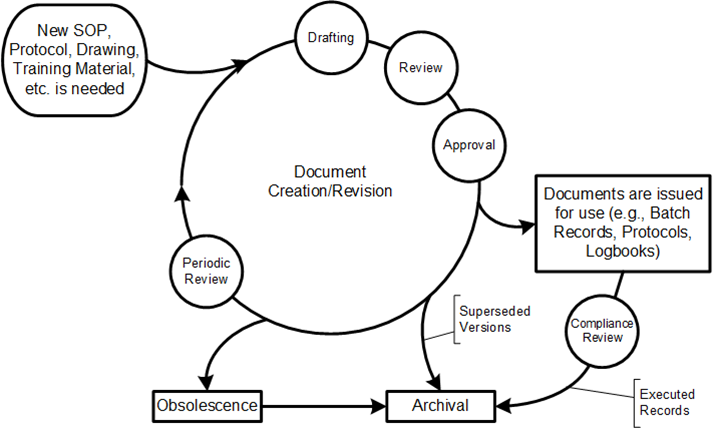 New SOP,
Protocol, Drawing,
Training Material,
etc. is needed
Drafting
Review
Approval
Document
Creation/Revision
Documents are issued
for use (e.g., Batch
Records, Protocols,
Logbooks)
Periodic
Review
Superseded
Versions
Compliance
Review
Obsolescence
Archival
Executed
Records